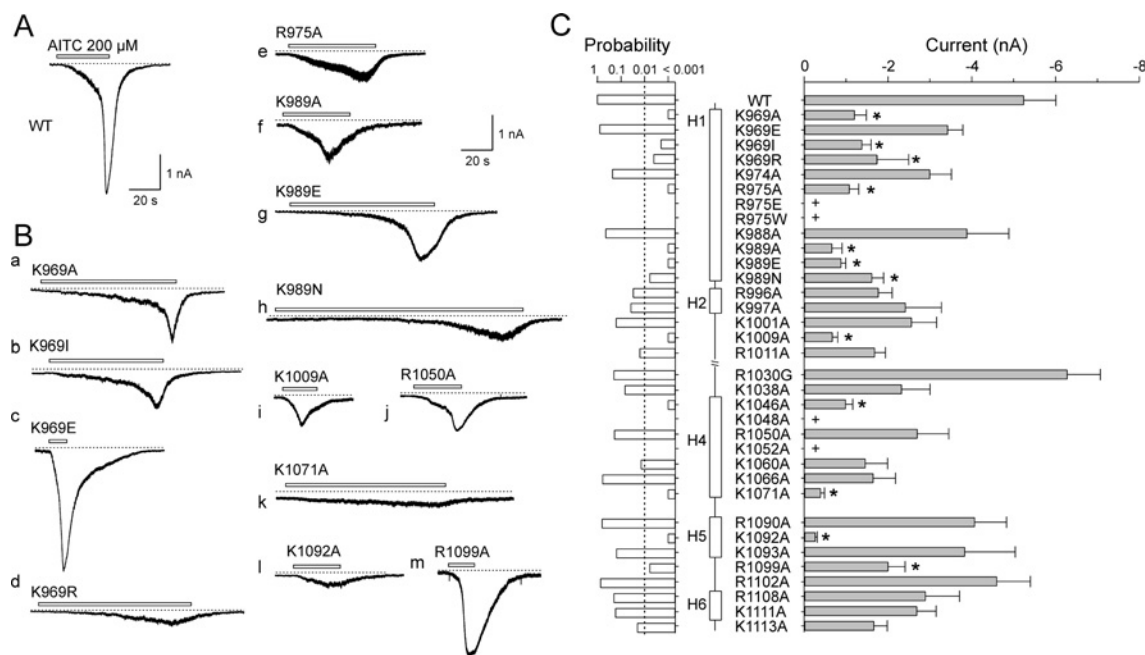 A
AITC 200 µM
WT
1 nA
20 s
B
a
K969A
b
K969I
c
K969E
d
K969R
e
R975A
f
K989A
1 nA
20 s
g
K989E
h
K989N
i
K1009A
j
R1050A
k
K1071A
l
K1092A
m
R1099A
C
Probability
1 0.1 0.01 < 0.001
Current (nA)
0 -2 -4 -6 -8
H1
H2
H4
H5
H6
WT
K969A *
K969E
K969I *
K969R *
K974A
R975A *
R975E +
R975W +
K988A
K989A *
K989E *
K989N *
R996A
K997A
K1001A
K1009A *
R1011A
R1030G
K1038A
K1046A *
K1048A +
R1050A
K1052A +
K1060A
K1066A
K1071A *
R1090A
K1092A *
K1093A
R1099A *
R1102A
R1108A
K1111A
K1113A